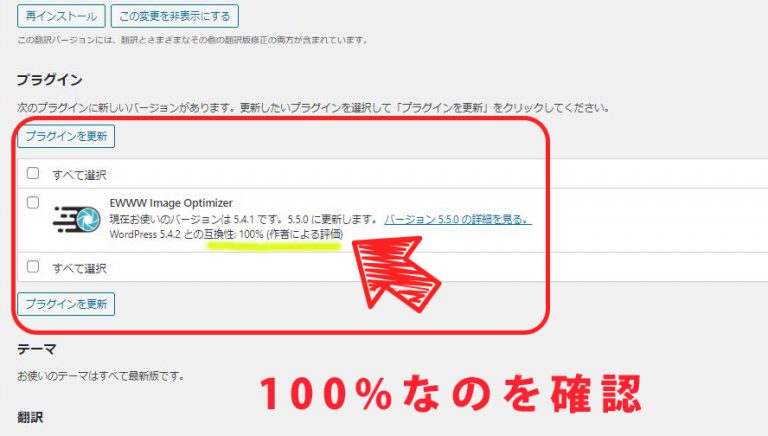 再インストール この変更を非表示にする
この翻訳バージョンには、翻訳とさまざまなその他の翻訳版修正の両方が含まれています。
プラグイン
次のプラグインに新しいバージョンがあります。更新したいプラグインを選択して「プラグインを更新」をクリックしてください。
プラグインを更新
すべて選択
EWWW Image Optimizer
現在お使いのバージョンは 5.4.1 です。5.5.0 に更新します。 バージョン 5.5.0 の詳細を見る。
WordPress 5.4.2 との互換性: 100% (作者による評価)
すべて選択
プラグインを更新
テーマ
お使いのテーマはすべて最新版です。
100%なのを確認
翻訳